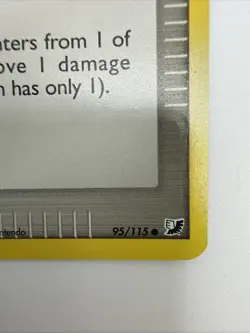 nters from 1 of
ove 1 damage
n has only 1).
ntendo
95/115